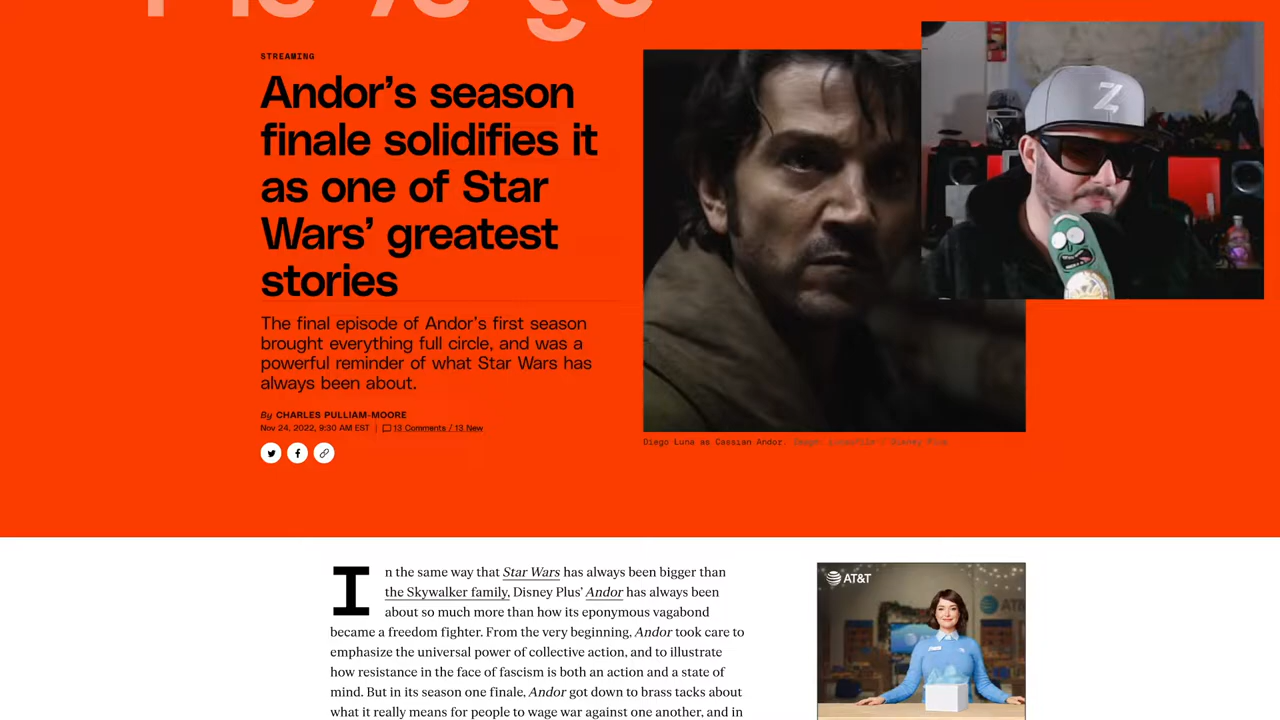 STREAMING
Andor’s season
finale solidifies it
as one of Star
Wars’ greatest
stories
The final episode of Andor’s first season
brought everything full circle, and was a
powerful reminder of what Star Wars has
always been about.
By CHARLES PULLIAM-MOORE
Nov 24, 2022, 9:30 AM EST | 13 Comments / 13 New
Diego Luna as Cassian Andor.
Z
In the same way that Star Wars has always been bigger than
the Skywalker family, Disney Plus’ Andor has always been
about so much more than how its eponymous vagabond
became a freedom fighter. From the very beginning, Andor took care to
emphasize the universal power of collective action, and to illustrate
how resistance in the face of fascism is both an action and a state of
mind. But in its season one finale, Andor got down to brass tacks about
what it really means for people to wage war against one another, and in
AT&T